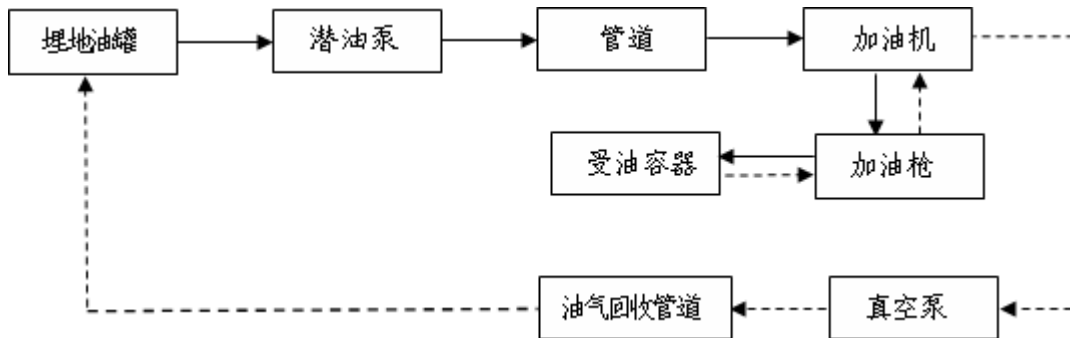 埋地油罐
潜油泵
管道
加油机
受油容器
加油枪
油气回收管道
真空泵